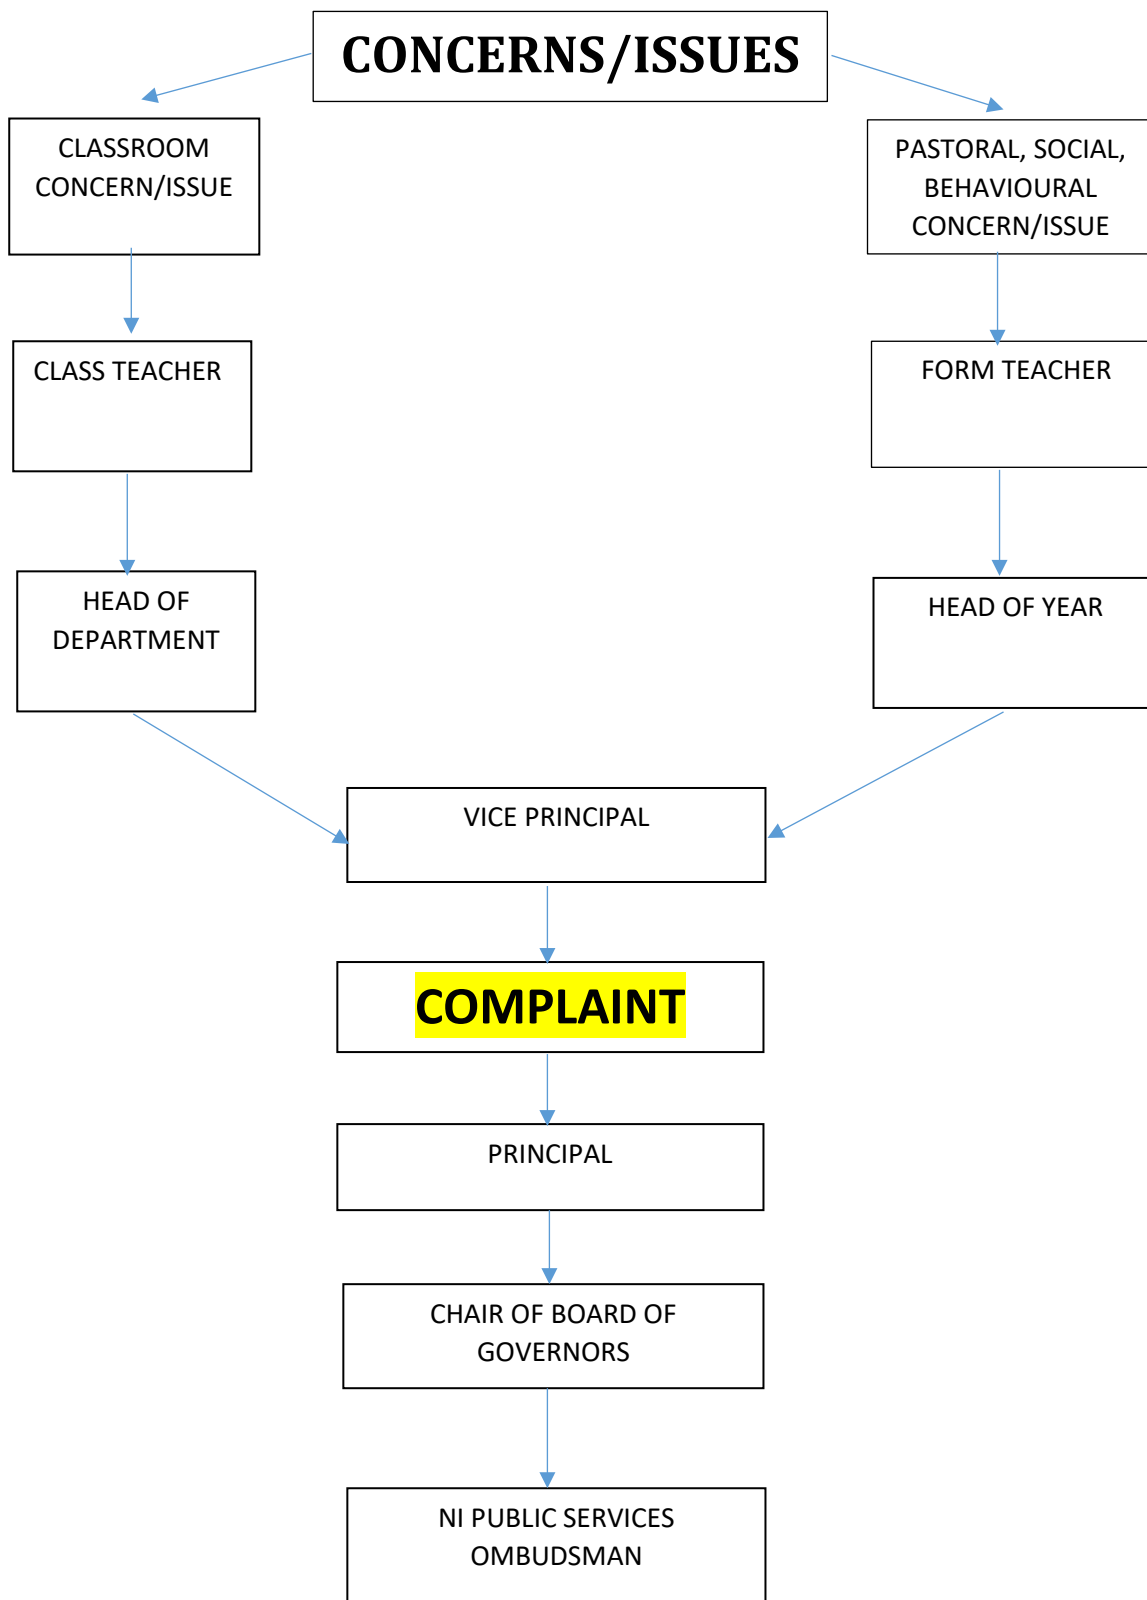 CONCERNS/ISSUES
CLASSROOM
CONCERN/ISSUE
PASTORAL, SOCIAL,
BEHAVIOURAL
CONCERN/ISSUE
CLASS TEACHER
FORM TEACHER
HEAD OF
DEPARTMENT
HEAD OF YEAR
VICE PRINCIPAL
COMPLAINT
PRINCIPAL
CHAIR OF BOARD OF
GOVERNORS
NI PUBLIC SERVICES
OMBUDSMAN